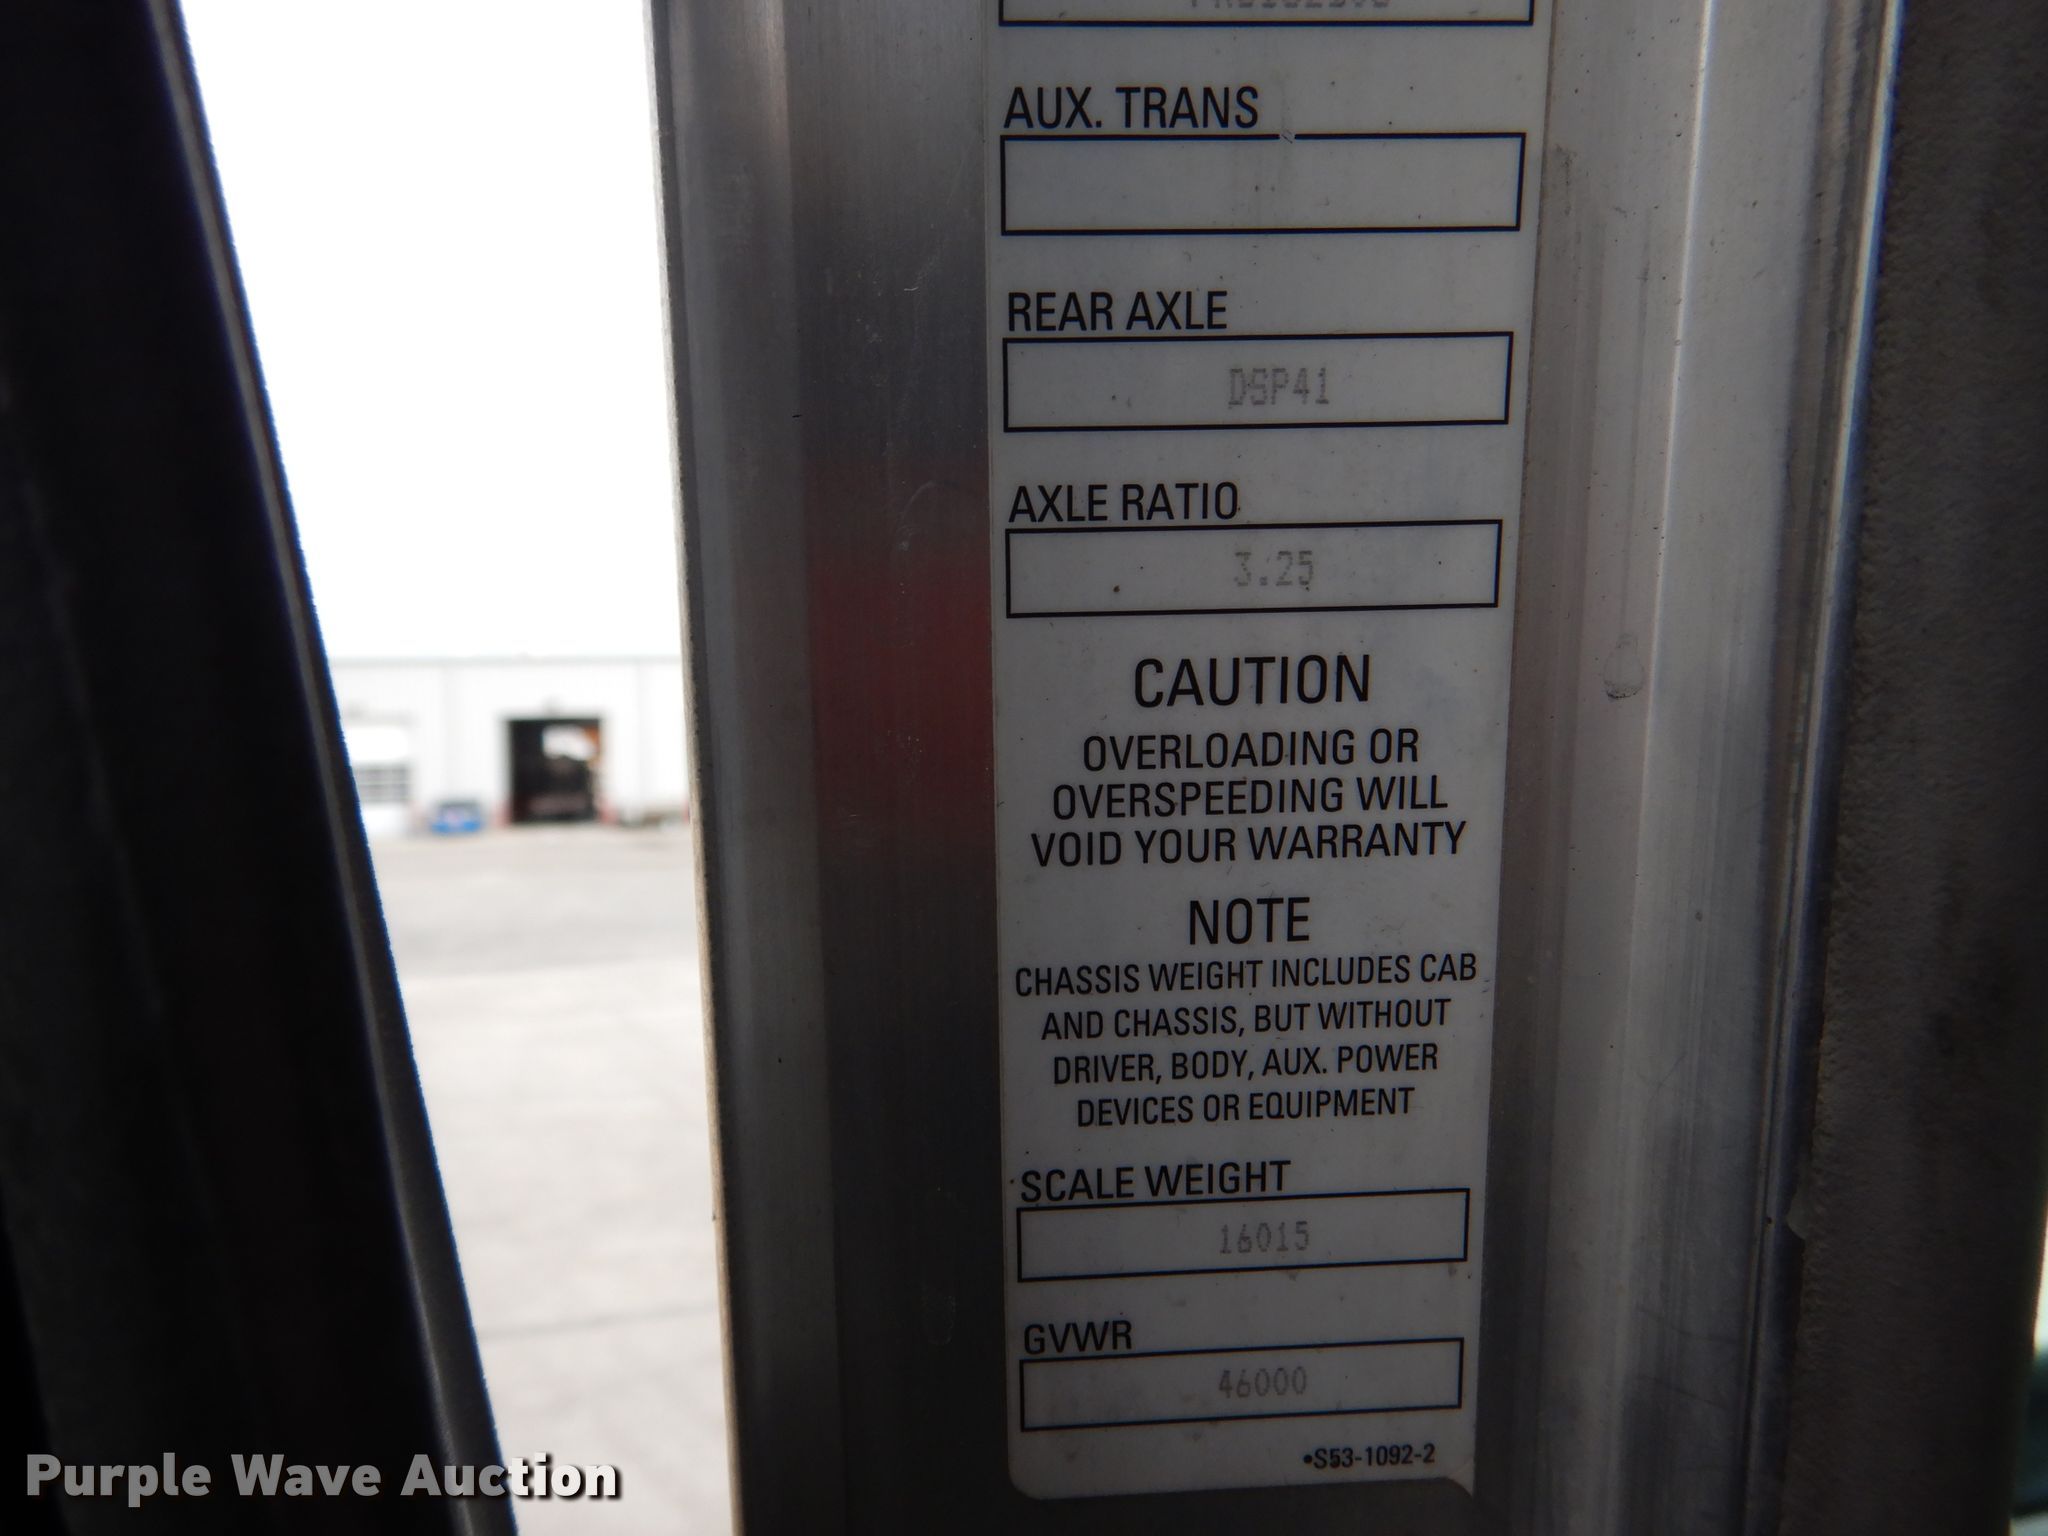 AUX. TRANS
REAR AXLE
DSP41
AXLE RATIO
3.25
CAUTION
OVERLOADING OR
OVERSPEEDING WILL
VOID YOUR WARRANTY
NOTE
CHASSIS WEIGHT INCLUDES CAB
AND CHASSIS, BUT WITHOUT
DRIVER, BODY, AUX. POWER
DEVICES OR EQUIPMENT
SCALE WEIGHT
16015
GVWR
46000
•S53-1092-2
Purple Wave Auction